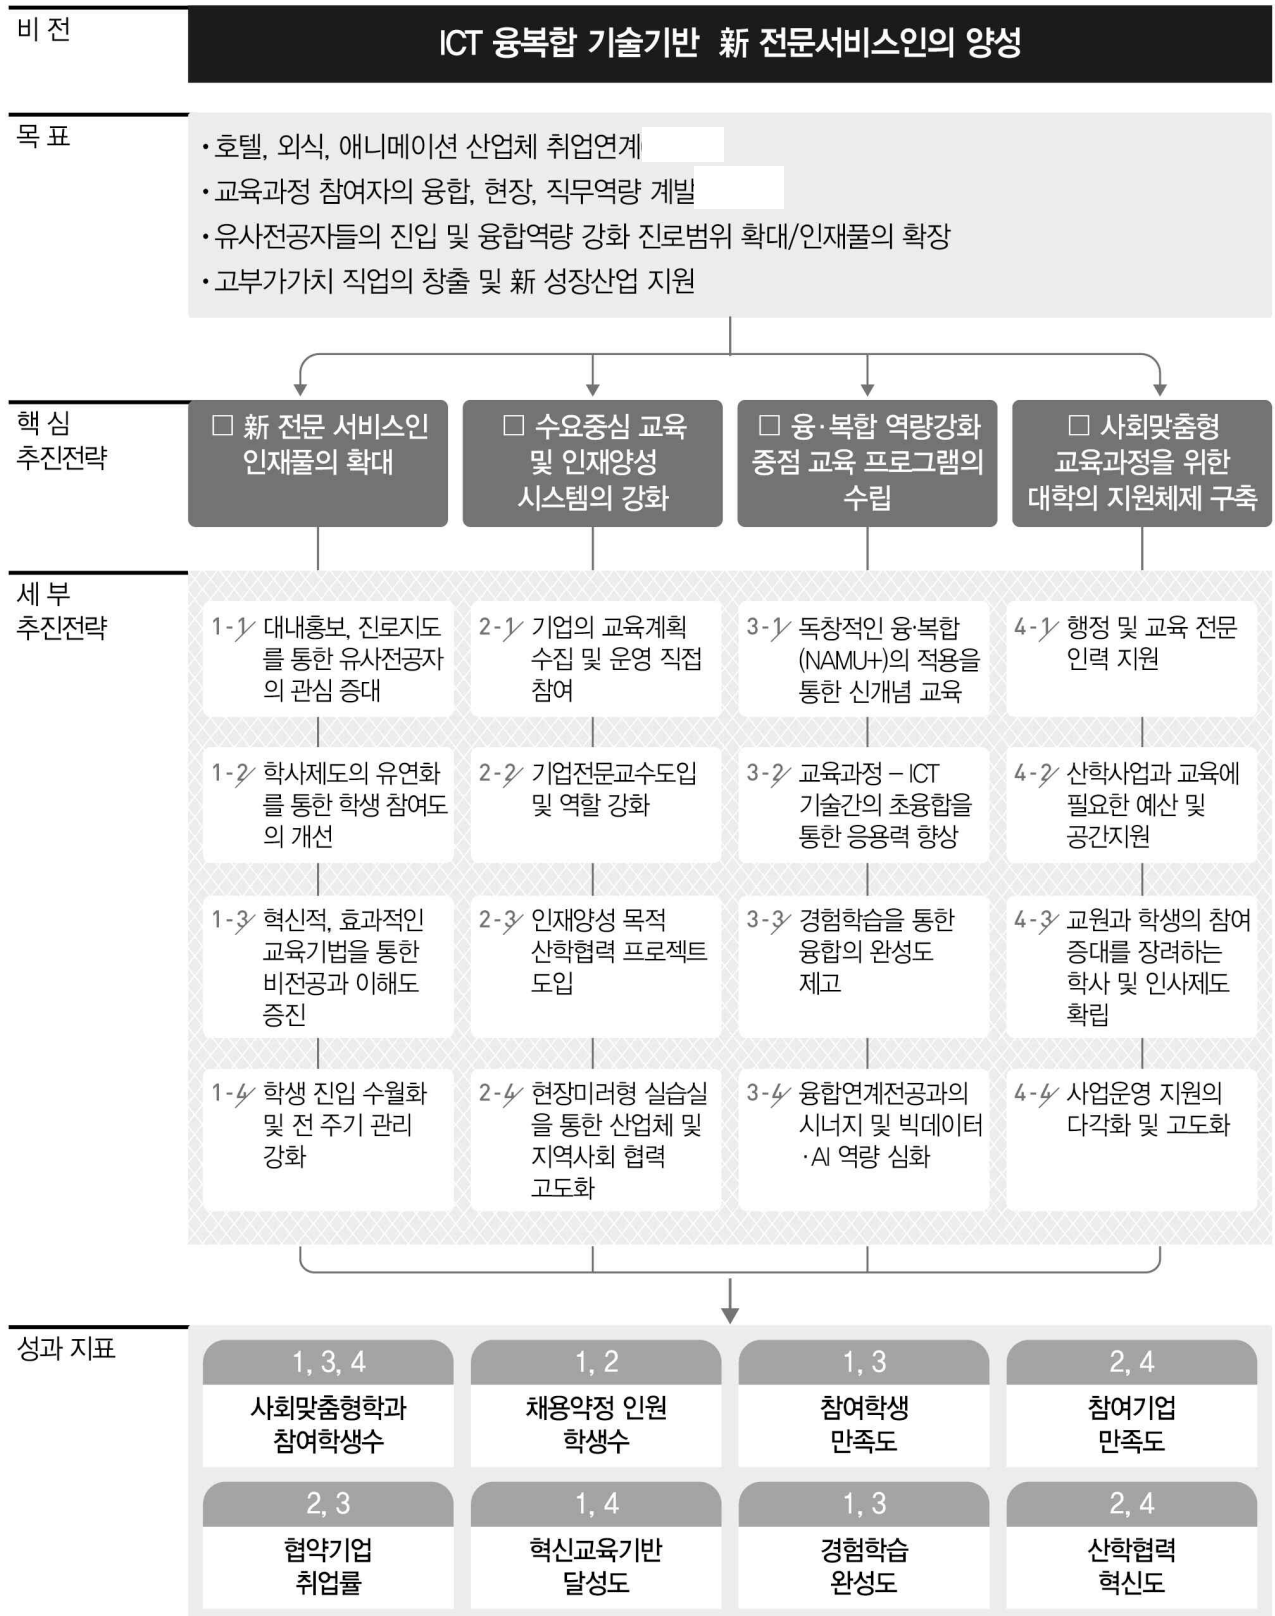 비 전
ICT 융복합 기술기반 新 전문서비스인의 양성
목 표
• 호텔, 외식, 애니메이션 산업체 취업연계
• 교육과정 참여자의 융합, 현장, 직무역량 계발
• 유사전공자들의 진입 및 융합역량 강화 진로범위 확대/인재풀의 확장
• 고부가가치 직업의 창출 및 新 성장산업 지원
핵 심
추진전략
□ 新 전문 서비스인
인재풀의 확대
□ 수요중심 교육
및 인재양성
시스템의 강화
□ 융·복합 역량강화
중점 교육 프로그램의
수립
□ 사회맞춤형
교육과정을 위한
대학의 지원체제 구축
세 부
추진전략
1-1/ 대내홍보, 진로지도
를 통한 유사전공자
의 관심 증대
2-1/ 기업의 교육계획
수집 및 운영 직접
참여
3-1/ 독창적인 융·복합
(NAMU+)의 적용을
통한 신개념 교육
4-1/ 행정 및 교육 전문
인력 지원
1-2/ 학사제도의 유연화
를 통한 학생 참여도
의 개선
2-2/ 기업전문교수도입
및 역할 강화
3-2/ 교육과정 – ICT
기술간의 초융합을
통한 응용력 향상
4-2/ 산학사업과 교육에
필요한 예산 및
공간지원
1-3/ 혁신적, 효과적인
교육기법을 통한
비전공과 이해도
증진
2-3/ 인재양성 목적
산학협력 프로젝트
도입
3-3/ 경험학습을 통한
융합의 완성도
제고
4-3/ 교원과 학생의 참여
증대를 장려하는
학사 및 인사제도
확립
1-4/ 학생 진입 수월화
및 전 주기 관리
강화
2-4/ 현장미러형 실습실
을 통한 산업체 및
지역사회 협력
고도화
3-4/ 융합연계전공과의
시너지 및 빅데이터
·AI 역량 심화
4-4/ 사업운영 지원의
다각화 및 고도화
성과 지표
1, 3, 4
사회맞춤형학과
참여학생수
1, 2
채용약정 인원
학생수
1, 3
참여학생
만족도
2, 4
참여기업
만족도
2, 3
협약기업
취업률
1, 4
혁신교육기반
달성도
1, 3
경험학습
완성도
2, 4
산학협력
혁신도